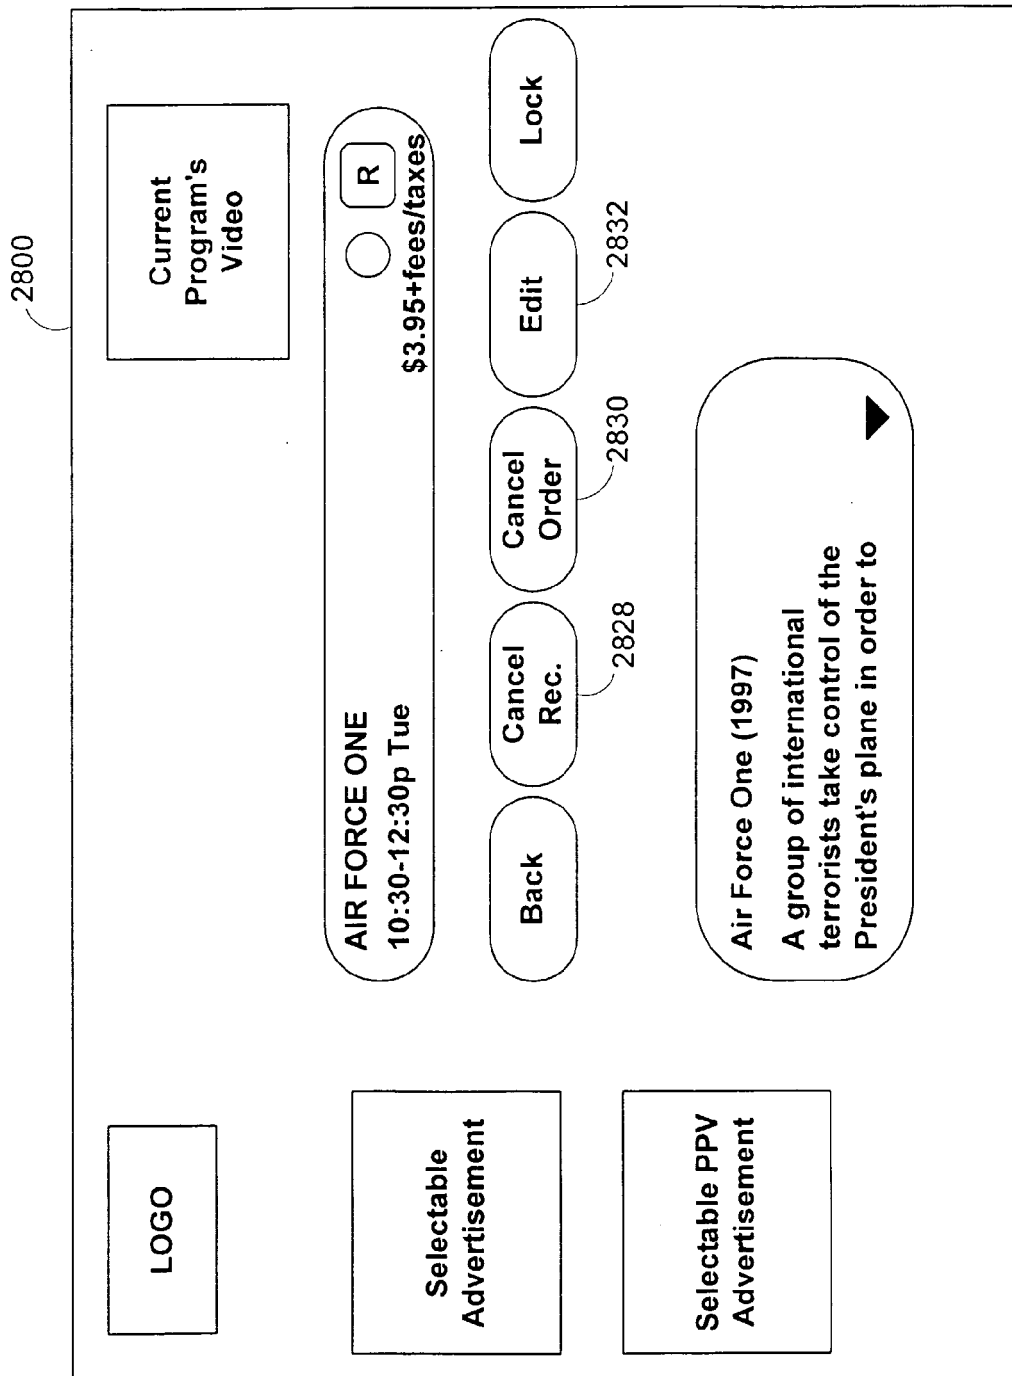 2800
LOGO
Current
Program's
Video
AIR FORCE ONE
10:30-12:30p Tue
R
$3.95+fees/taxes
Back
Cancel
Rec.
Cancel
Order
Edit
Lock
2828
2830
2832
Selectable
Advertisement
Selectable PPV
Advertisement
Air Force One (1997)
A group of international
terrorists take control of the
President's plane in order to